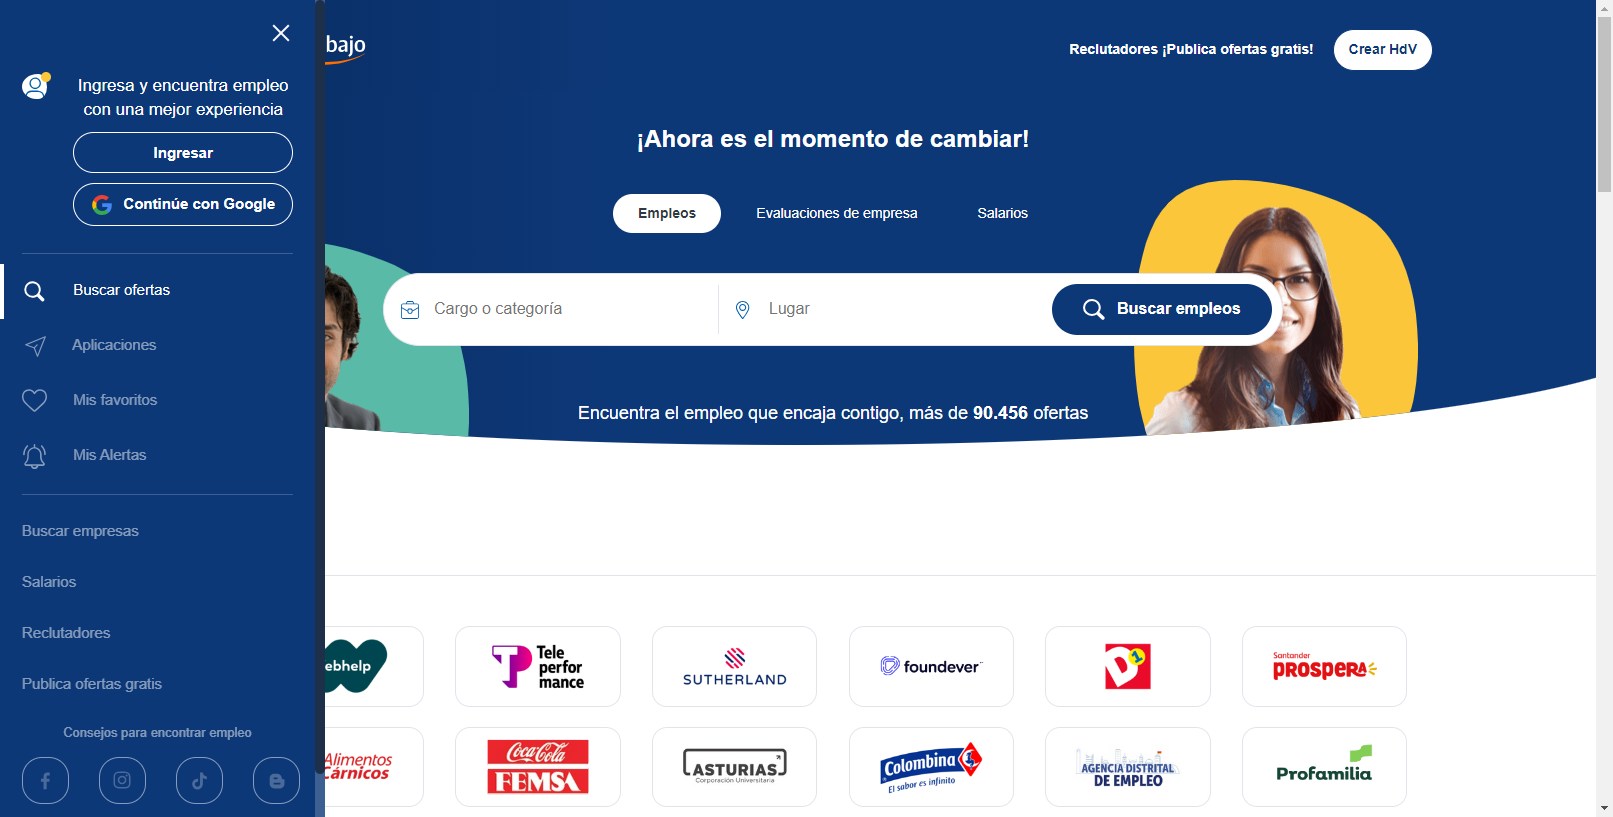 bajo
Reclutadores ¡Publica ofertas gratis!
Crear HdV
Ingresa y encuentra empleo
con una mejor experiencia
Ingresar
Continúe con Google
Buscar ofertas
Aplicaciones
Mis favoritos
Mis Alertas
Buscar empresas
Salarios
Reclutadores
Publica ofertas gratis
Consejos para encontrar empleo
¡Ahora es el momento de cambiar!
Empleos
Evaluaciones de empresa
Salarios
Cargo o categoría
Lugar
Buscar empleos
Encuentra el empleo que encaja contigo, más de 90.456 ofertas
ebhelp
Tele
perfor
mance
SUTHERLAND
foundever
D1
Santander
PROSPERA
Alimentos
Cárnicos
Coca-Cola
FEMSA
ASTURIAS
Corporación Universitaria
Colombina
El sabor es infinito
AGENCIA DISTRITAL
DE EMPLEO
Profamilia